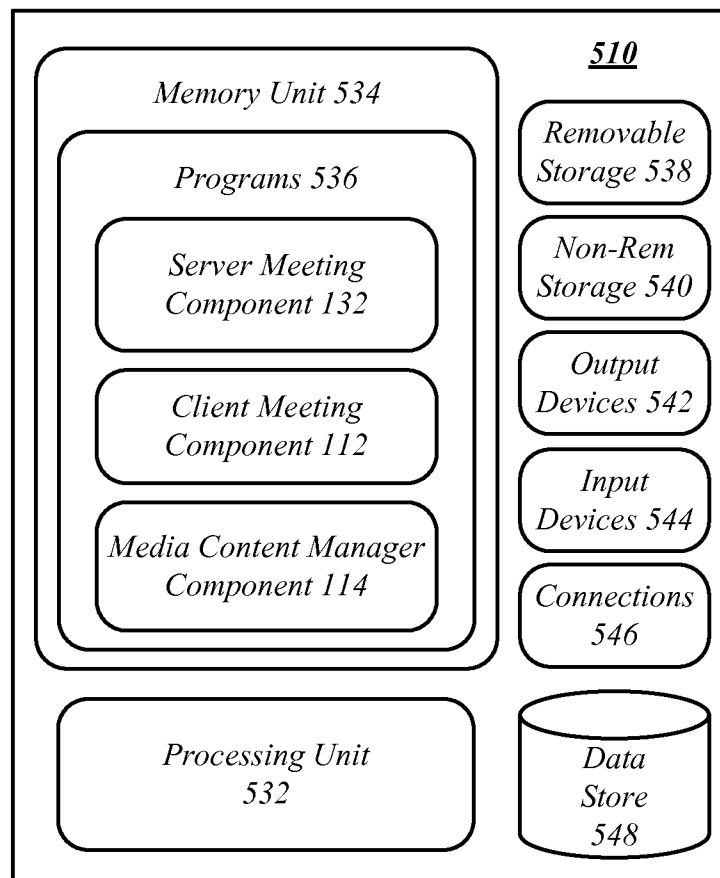 510
Memory Unit 534
Programs 536
Server Meeting
Component 132
Client Meeting
Component 112
Media Content Manager
Component 114
Processing Unit
532
Removable
Storage 538
Non-Rem
Storage 540
Output
Devices 542
Input
Devices 544
Connections
546
Data
Store
548